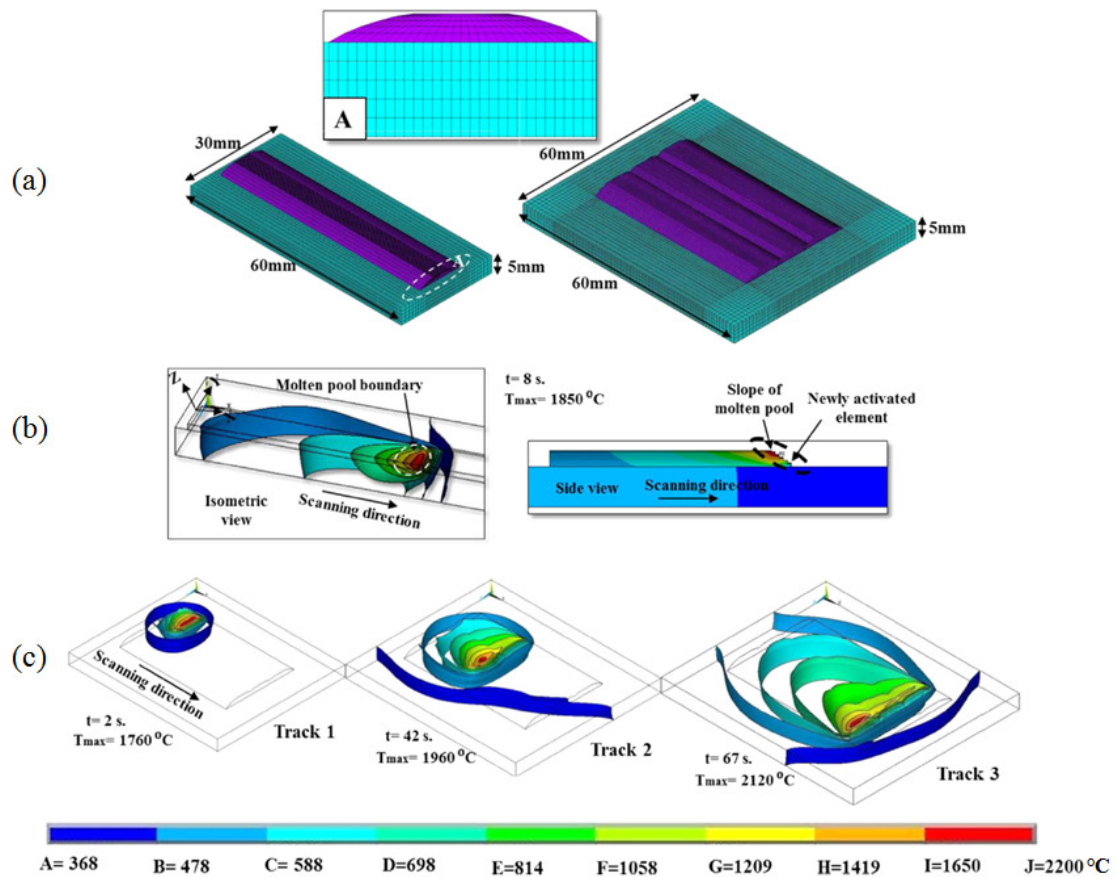 (a)
A
30mm
60mm
5mm
A
60mm
60mm
5mm
(b)
Z
Molten pool boundary
Isometric
view
Scanning direction
t= 8 s.
Tmax= 1850 °C
Slope of
molten pool
Newly activated
element
Side view
Scanning direction
(c)
Scanning
direction
t= 2 s.
Tmax= 1760 °C
Track 1
t= 42 s.
Tmax= 1960 °C
Track 2
t= 67 s.
Tmax= 2120 °C
Track 3
A= 368 B= 478 C= 588 D=698 E=814 F=1058 G=1209 H=1419 I=1650 J=2200 °C